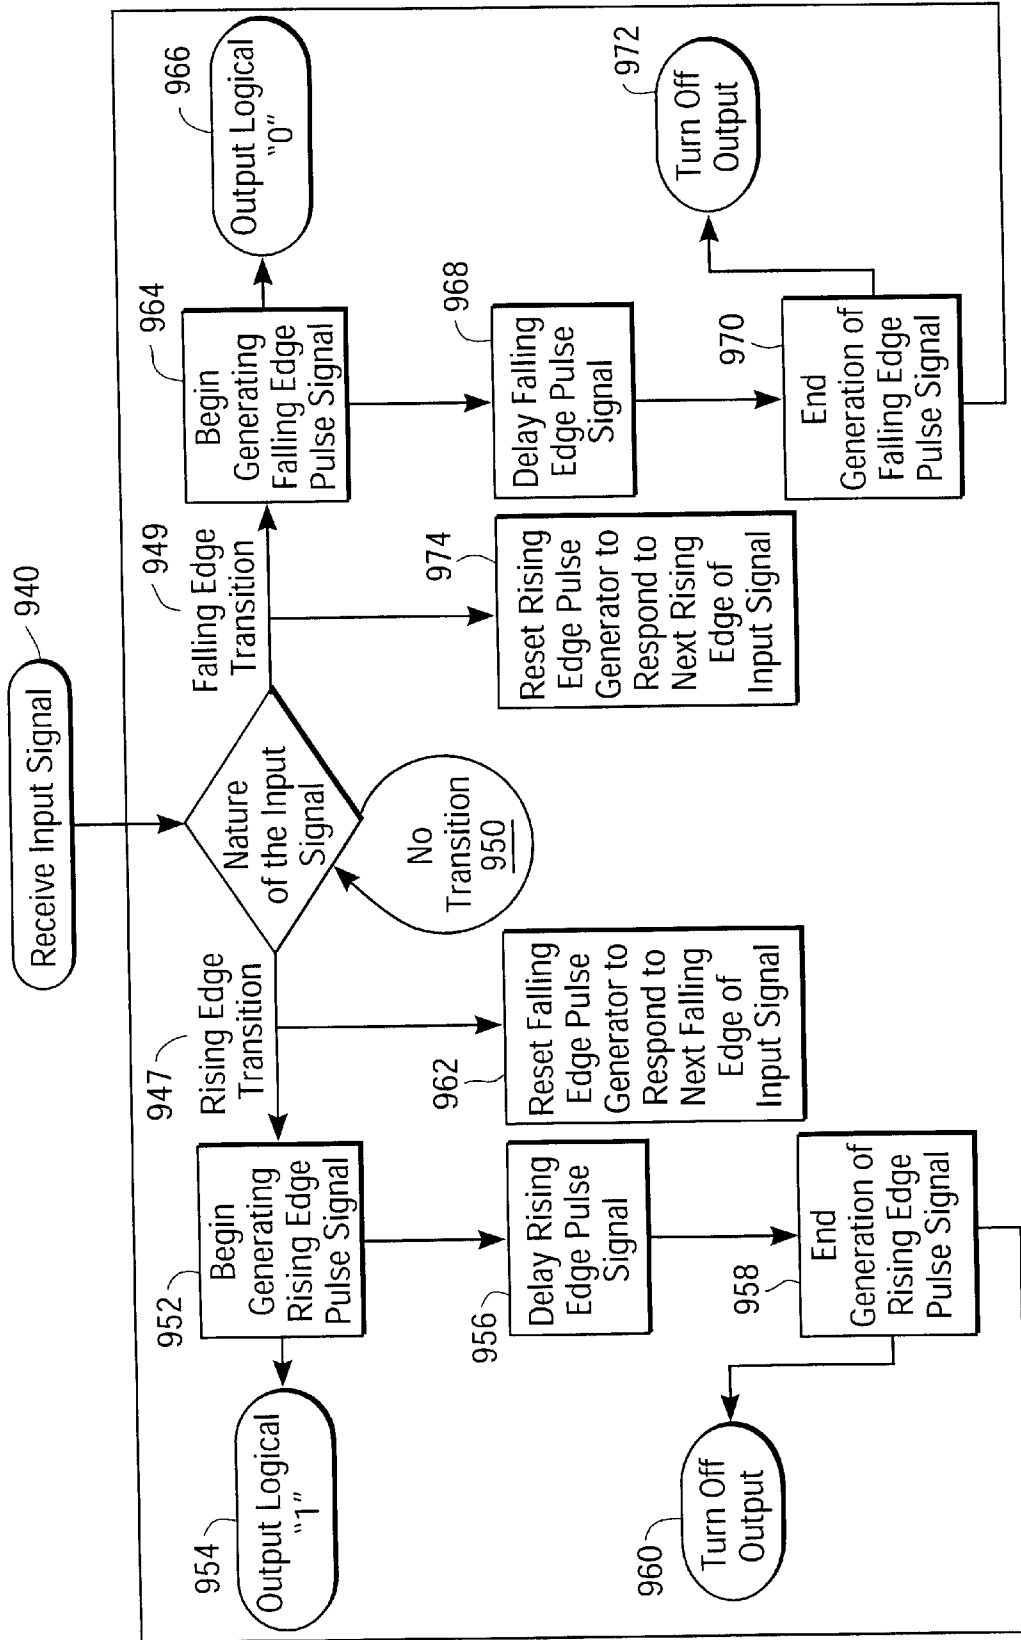 Receive Input Signal
940
Nature
of the Input
Signal
No
Transition
950
947
Rising Edge
Transition
949
Falling Edge
Transition
952
Begin
Generating
Rising Edge
Pulse Signal
954
Output Logical
"1"
956
Delay Rising
Edge Pulse
Signal
958
End
Generation of
Rising Edge
Pulse Signal
960
Turn Off
Output
962
Reset Falling
Edge Pulse
Generator to
Respond to
Next Falling
Edge of
Input Signal
964
Begin
Generating
Falling Edge
Pulse Signal
966
Output Logical
"0"
968
Delay Falling
Edge Pulse
Signal
970
End
Generation of
Falling Edge
Pulse Signal
972
Turn Off
Output
974
Reset Rising
Edge Pulse
Generator to
Respond to
Next Rising
Edge of
Input Signal